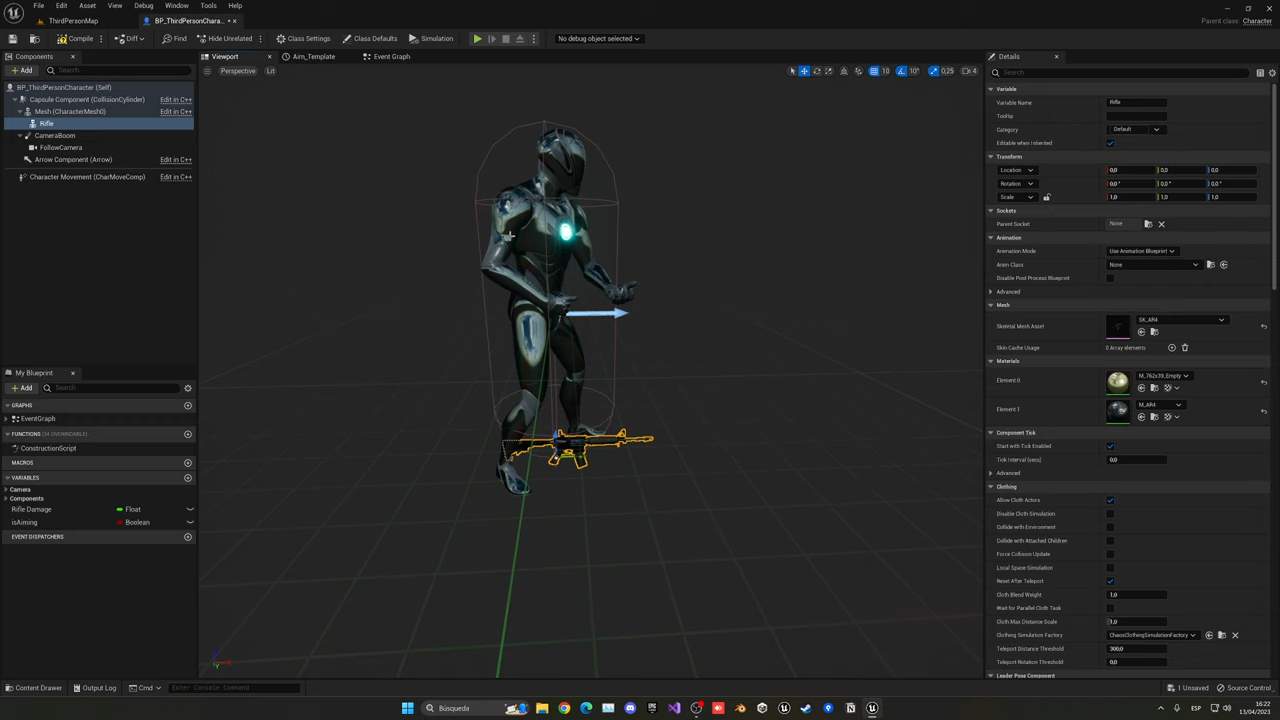 File Edit Asset View Debug Window Tools Help
ThirdPersonMap
BP_ThirdPersonChara...
Parent class: Character
Compile
Diff
Find
Hide Unrelated
Class Settings
Class Defaults
Simulation
No debug object selected
Components
Add
Search
BP_ThirdPersonCharacter (Self)
Capsule Component (CollisionCylinder) Edit in C++
Mesh (CharacterMesh0) Edit in C++
Rifle
CameraBoom
FollowCamera
Arrow Component (Arrow) Edit in C++
Character Movement (CharMoveComp) Edit in C++
My Blueprint
Add
Search
GRAPHS
EventGraph
FUNCTIONS (34 OVERRIDABLE)
ConstructionScript
MACROS
VARIABLES
Camera
Components
Rifle Damage Float
isAiming Boolean
EVENT DISPATCHERS
Viewport
Aim_Template
Event Graph
Perspective
Lit
10
10°
0,25
4
Details
Search
Variable
Variable Name Rifle
Tooltip
Category Default
Editable when Inherited
Transform
Location 0,0 0,0 0,0
Rotation 0,0 ° 0,0 ° 0,0 °
Scale 1,0 1,0 1,0
Sockets
Parent Socket None
Animation
Animation Mode Use Animation Blueprint
Anim Class None
Disable Post Process Blueprint
Advanced
Mesh
Skeletal Mesh Asset SK_AR4
Skin Cache Usage 0 Array elements
Materials
Element 0 M_762x39_Empty
Element 1 M_AR4
Component Tick
Start with Tick Enabled
Tick Interval (secs) 0,0
Advanced
Clothing
Allow Cloth Actors
Disable Cloth Simulation
Collide with Environment
Collide with Attached Children
Force Collision Update
Local Space Simulation
Reset After Teleport
Cloth Blend Weight 1,0
Wait for Parallel Cloth Task
Cloth Max Distance Scale 1,0
Clothing Simulation Factory ChaosClothingSimulationFactory
Teleport Distance Threshold 300,0
Teleport Rotation Threshold 0,0
Leader Pose Component
Content Drawer
Output Log
Cmd
Enter Console Command
1 Unsaved
Source Control
Búsqueda
ESP
16:22
13/04/2023